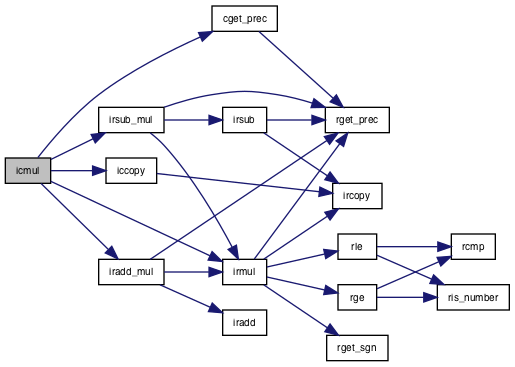 cget_prec
irsub_mul
irsub
rget_prec
icmul
iccopy
ircopy
rle
rcmp
iradd_mul
irmul
rge
ris_number
iradd
rget_sgn